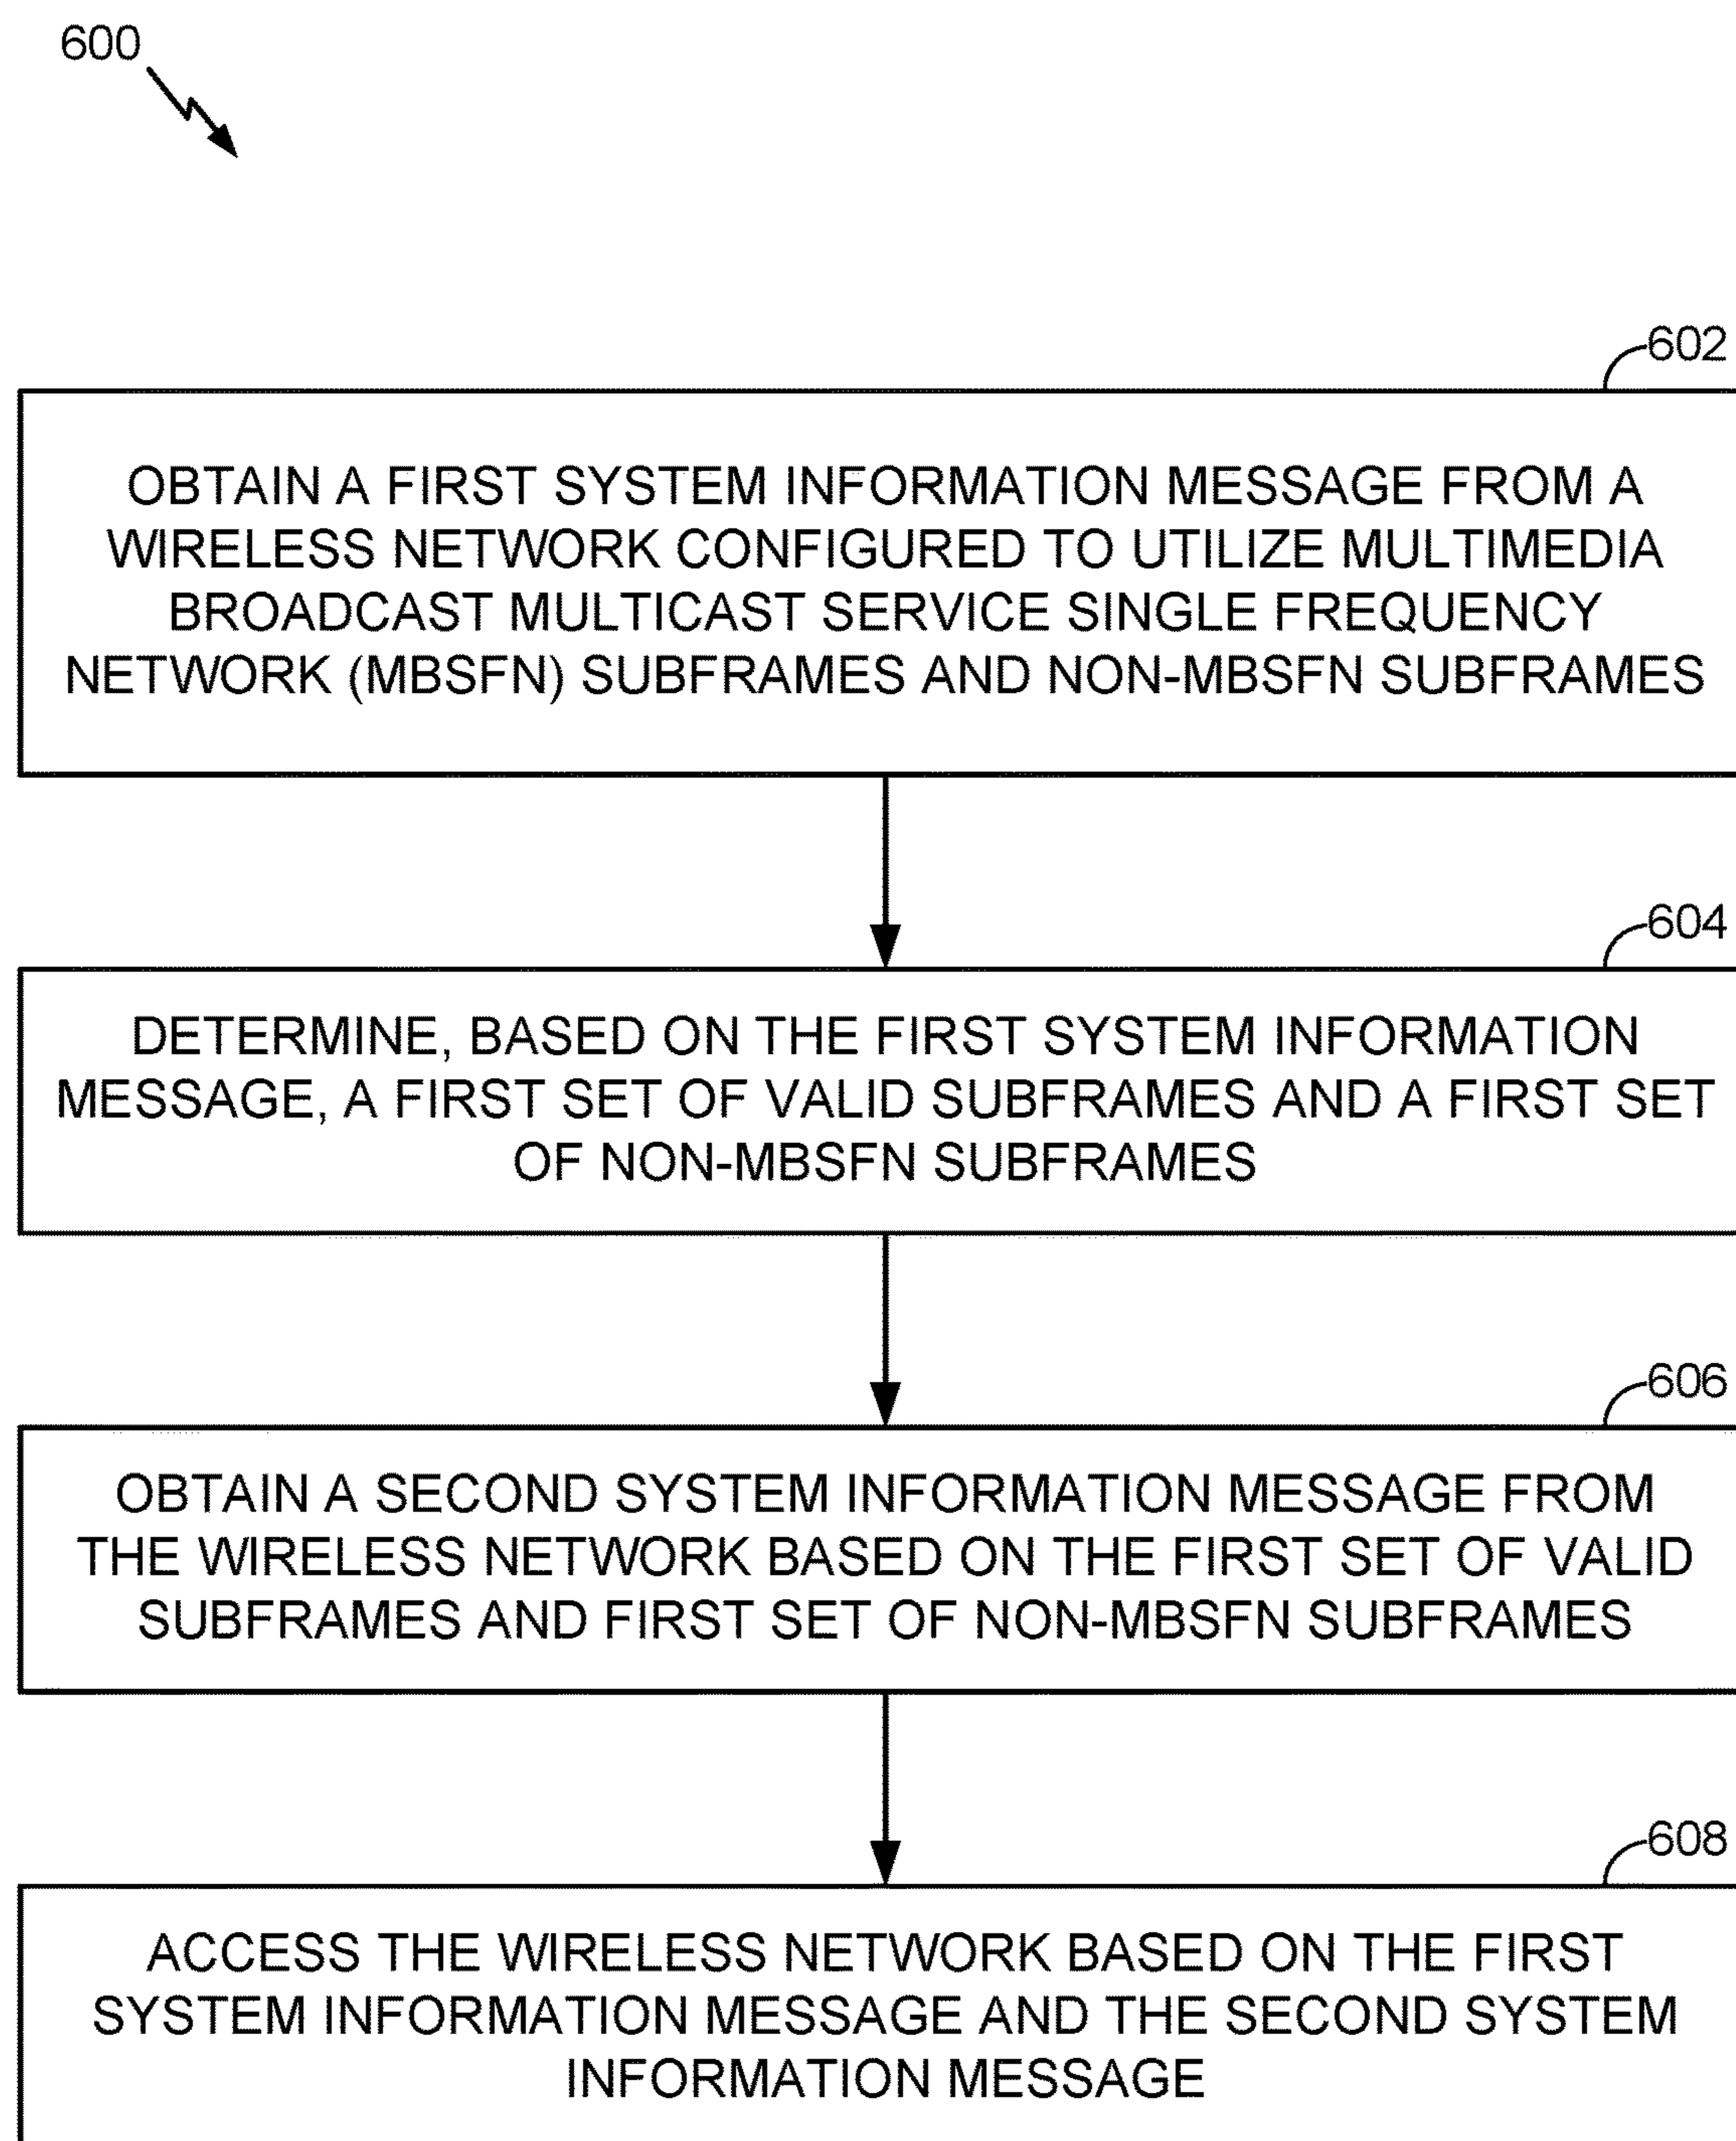 600
602
OBTAIN A FIRST SYSTEM INFORMATION MESSAGE FROM A
WIRELESS NETWORK CONFIGURED TO UTILIZE MULTIMEDIA
BROADCAST MULTICAST SERVICE SINGLE FREQUENCY
NETWORK (MBSFN) SUBFRAMES AND NON-MBSFN SUBFRAMES
604
DETERMINE, BASED ON THE FIRST SYSTEM INFORMATION
MESSAGE, A FIRST SET OF VALID SUBFRAMES AND A FIRST SET
OF NON-MBSFN SUBFRAMES
606
OBTAIN A SECOND SYSTEM INFORMATION MESSAGE FROM
THE WIRELESS NETWORK BASED ON THE FIRST SET OF VALID
SUBFRAMES AND FIRST SET OF NON-MBSFN SUBFRAMES
608
ACCESS THE WIRELESS NETWORK BASED ON THE FIRST
SYSTEM INFORMATION MESSAGE AND THE SECOND SYSTEM
INFORMATION MESSAGE